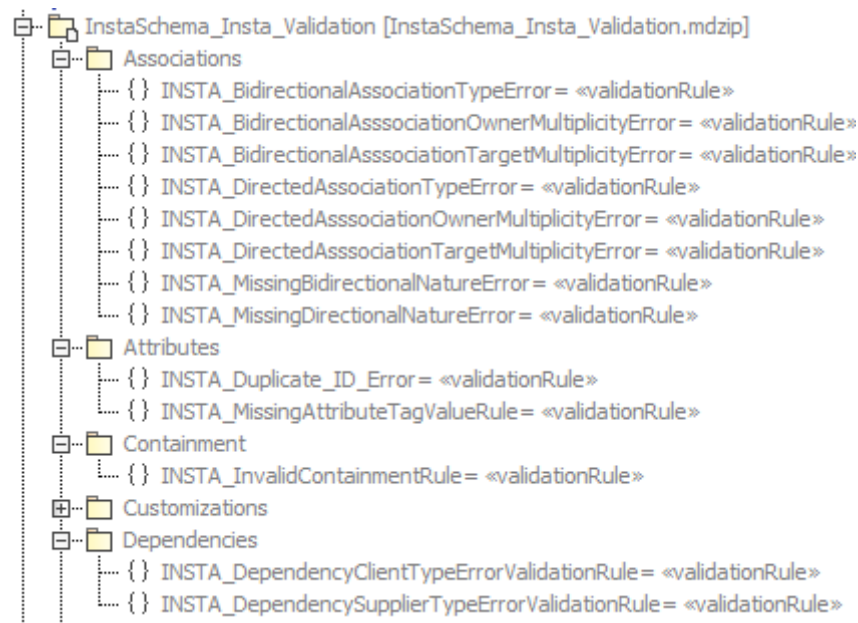 InstaSchema_Insta_Validation [InstaSchema_Insta_Validation.mdzip]
Associations
{} INSTA_BidirectionalAssociationTypeError= «validationRule»
{} INSTA_BidirectionalAsssociationOwnerMultiplicityError= «validationRule»
{} INSTA_BidirectionalAsssociationTargetMultiplicityError= «validationRule»
{} INSTA_DirectedAssociationTypeError= «validationRule»
{} INSTA_DirectedAsssociationOwnerMultiplicityError= «validationRule»
{} INSTA_DirectedAsssociationTargetMultiplicityError= «validationRule»
{} INSTA_MissingBidirectionalNatureError= «validationRule»
{} INSTA_MissingDirectionalNatureError= «validationRule»
Attributes
{} INSTA_Duplicate_ID_Error= «validationRule»
{} INSTA_MissingAttributeTagValueRule= «validationRule»
Containment
{} INSTA_InvalidContainmentRule= «validationRule»
Customizations
Dependencies
{} INSTA_DependencyClientTypeErrorValidationRule= «validationRule»
{} INSTA_DependencySupplierTypeErrorValidationRule= «validationRule»